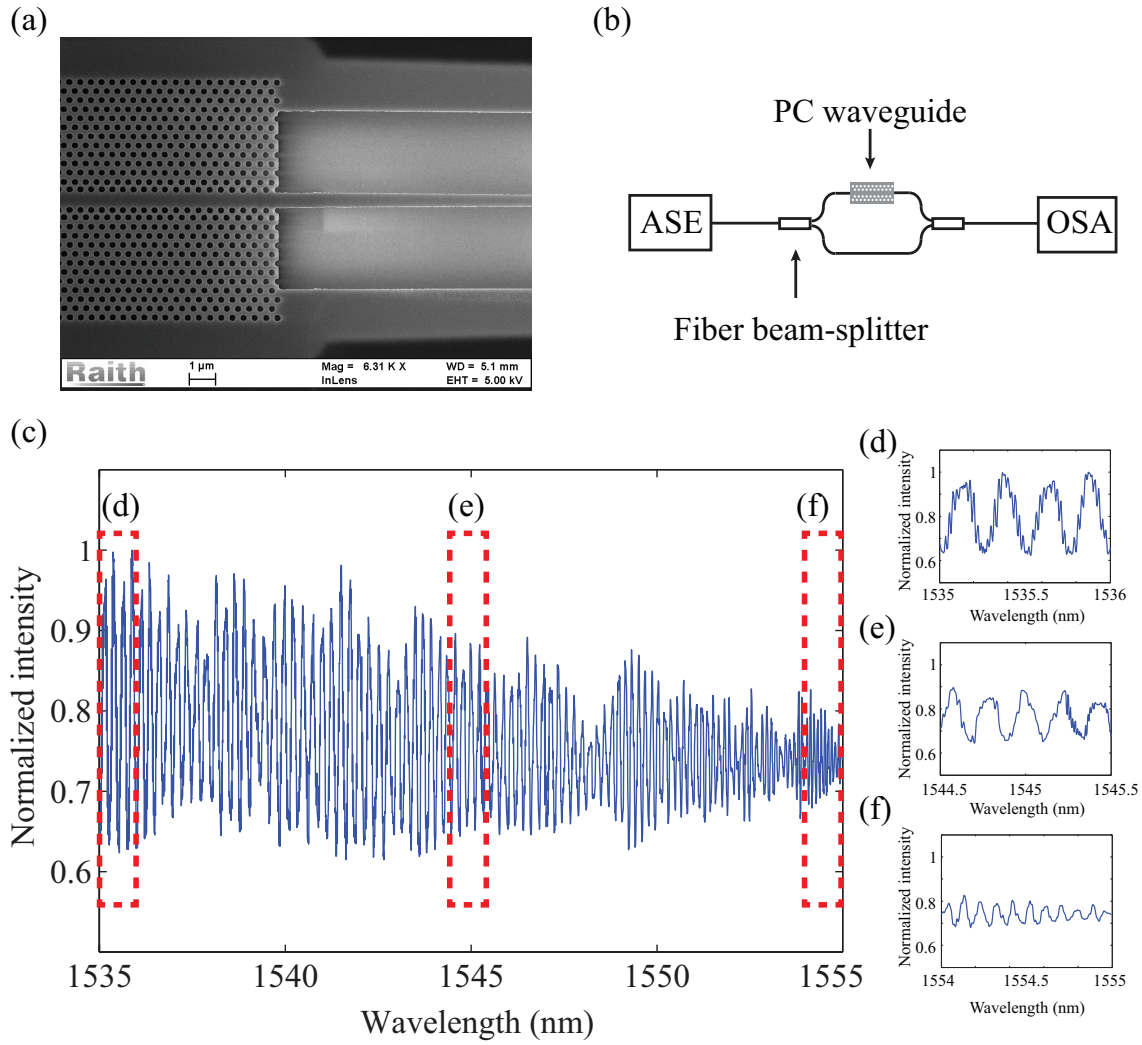 (a)
Raith
1 µm
Mag = 6.31 K X
InLens
WD = 5.1 mm
EHT = 5.00 kV
(b)
PC waveguide
ASE
OSA
Fiber beam-splitter
(c)
(d)
(e)
(f)
1
0.9
0.8
0.7
0.6
Normalized intensity
1535
1540
1545
1550
1555
Wavelength (nm)
(d)
Normalized intensity
1
0.8
0.6
1535
1535.5
1536
Wavelength (nm)
(e)
Normalized intensity
1
0.8
0.6
1544.5
1545
1545.5
Wavelength (nm)
(f)
Normalized intensity
1
0.8
0.6
1554
1554.5
1555
Wavelength (nm)